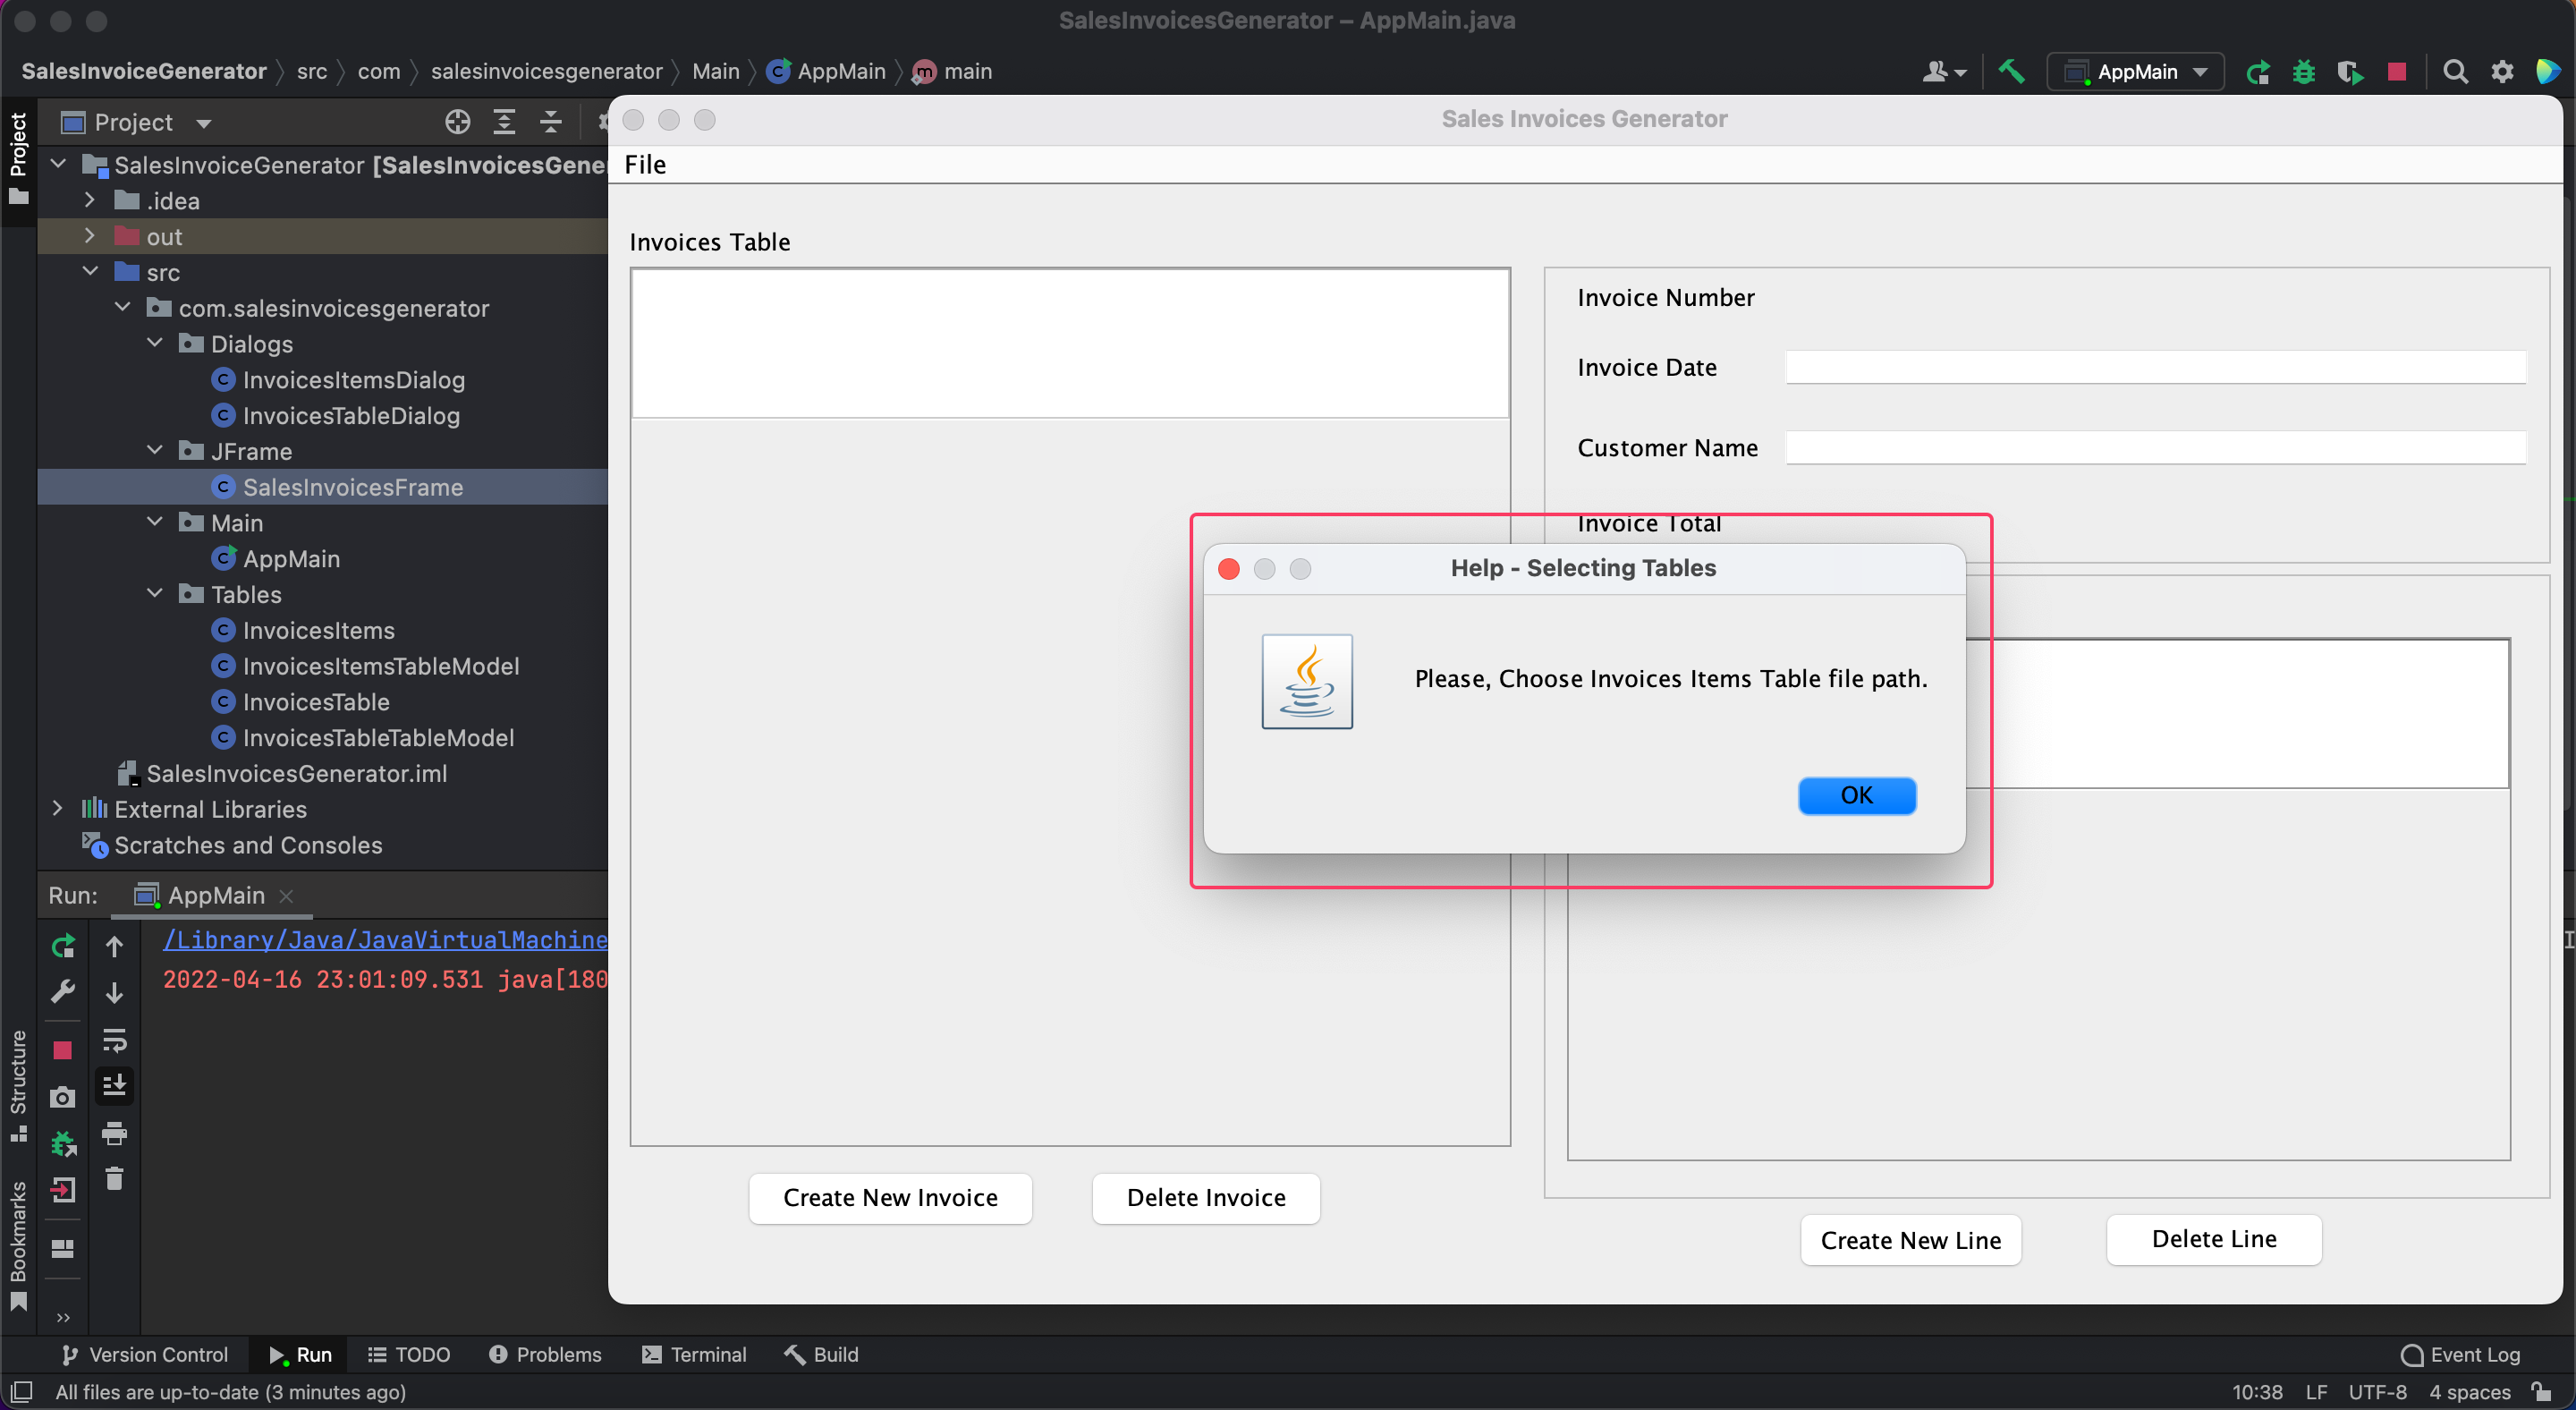 SalesInvoicesGenerator – AppMain.java
SalesInvoiceGenerator src com salesinvoicesgenerator Main AppMain main
AppMain
Project
Project
SalesInvoiceGenerator [SalesInvoicesGene
.idea
out
src
com.salesinvoicesgenerator
Dialogs
InvoicesItemsDialog
InvoicesTableDialog
JFrame
SalesInvoicesFrame
Main
AppMain
Tables
InvoicesItems
InvoicesItemsTableModel
InvoicesTable
InvoicesTableTableModel
SalesInvoicesGenerator.iml
External Libraries
Scratches and Consoles
Sales Invoices Generator
File
Invoices Table
Invoice Number
Invoice Date
Customer Name
Invoice Total
Help - Selecting Tables
Please, Choose Invoices Items Table file path.
OK
Create New Invoice
Delete Invoice
Create New Line
Delete Line
Run: AppMain
/Library/Java/JavaVirtualMachine
2022-04-16 23:01:09.531 java[180
Structure
Bookmarks
Version Control
Run
TODO
Problems
Terminal
Build
Event Log
All files are up-to-date (3 minutes ago)
10:38 LF UTF-8 4 spaces